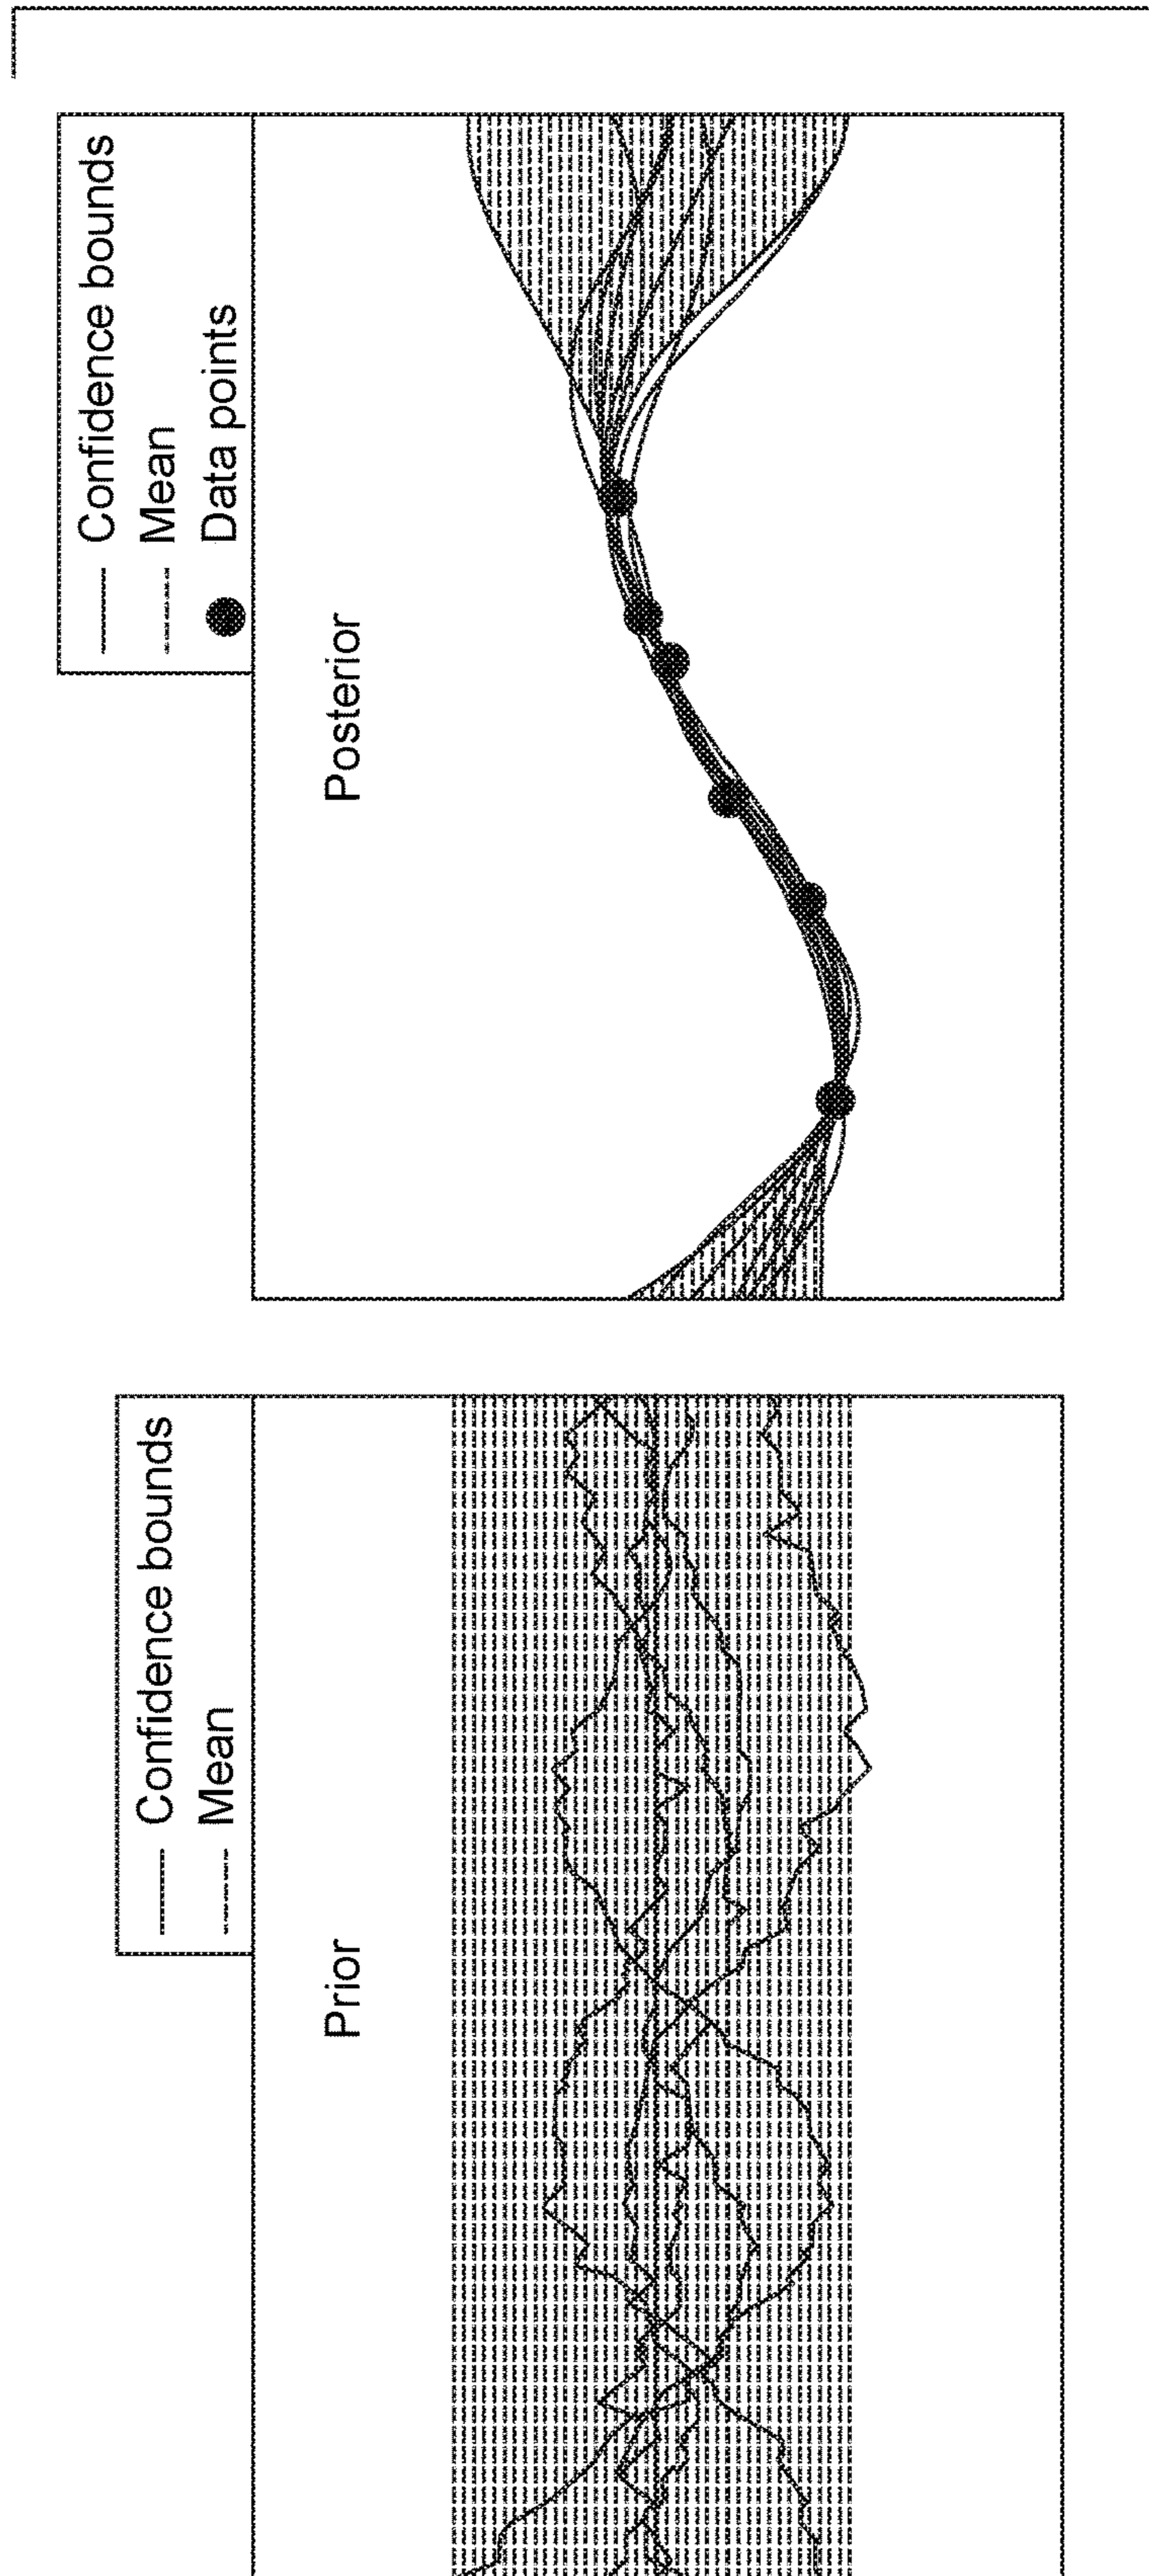 Prior
Confidence bounds
Mean
Posterior
Confidence bounds
Mean
Data points